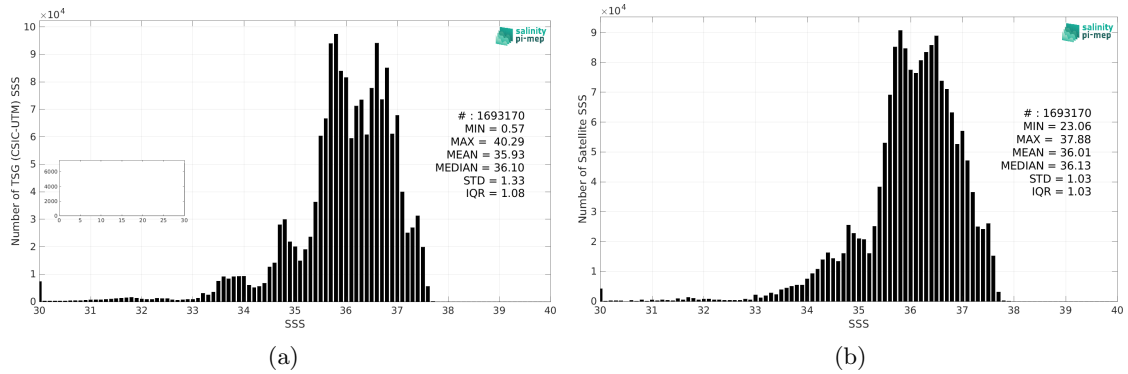 ×10⁴
10
9
8
7
6
5
4
3
2
1
0
Number of TSG (CSIC-UTM) SSS
salinity
pi-mep
# : 1693170
MIN = 0.57
MAX = 40.29
MEAN = 35.93
MEDIAN = 36.10
STD = 1.33
IQR = 1.08
6000
4000
2000
0
0 5 10 15 20 25 30
30 31 32 33 34 35 36 37 38 39 40
SSS
(a)
×10⁴
10
9
8
7
6
5
4
3
2
1
0
Number of Satellite SSS
salinity
pi-mep
# : 1693170
MIN = 23.06
MAX = 37.88
MEAN = 36.01
MEDIAN = 36.13
STD = 1.03
IQR = 1.03
30 31 32 33 34 35 36 37 38 39 40
SSS
(b)